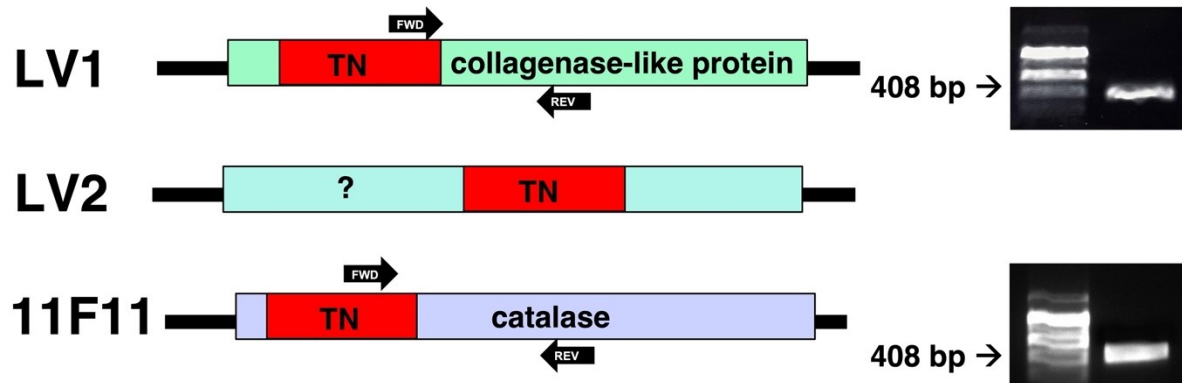 FWD
LV1
TN collagenase-like protein
REV
408 bp →
LV2
? TN
FWD
11F11
TN catalase
REV
408 bp →